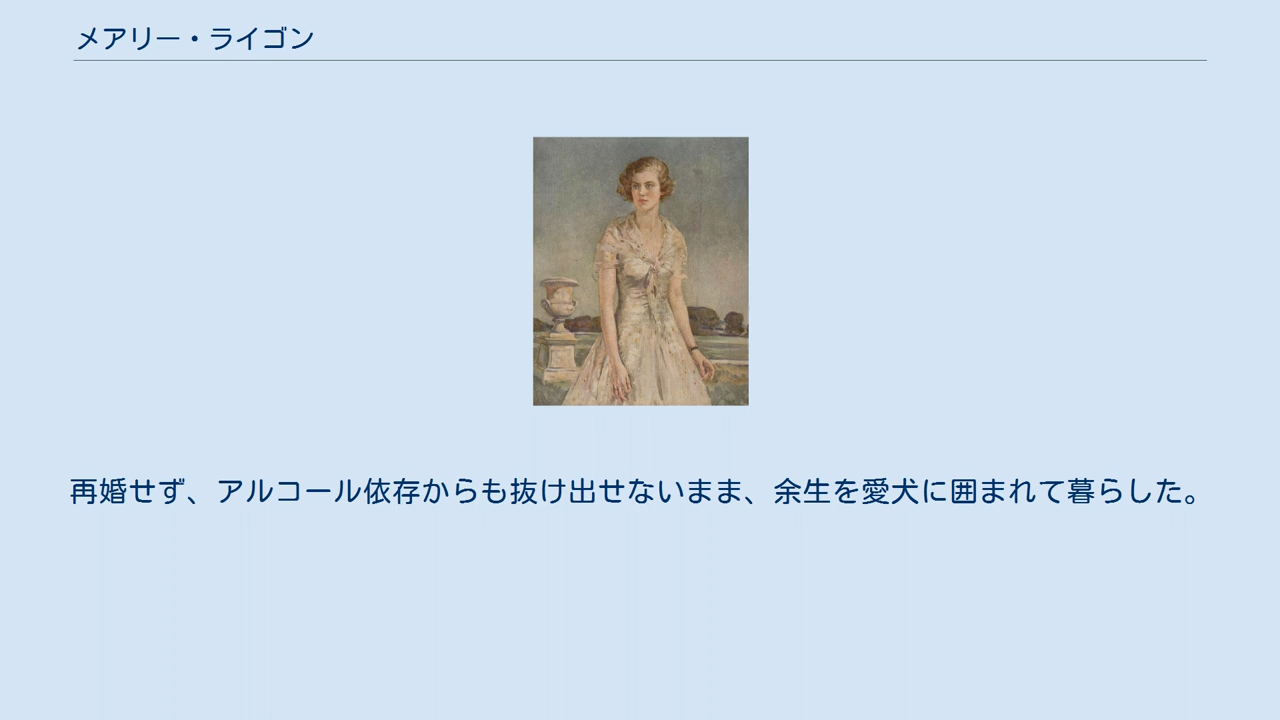 メアリー・ライゴン
再婚せず、アルコール依存からも抜け出せないまま、余生を愛犬に囲まれて暮らした。